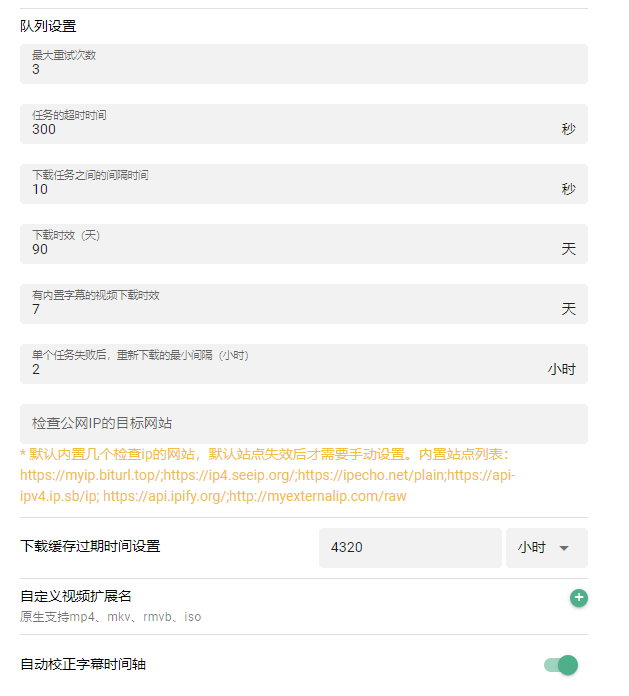 队列设置
最大重试次数
3
任务的超时时间
300 秒
下载任务之间的间隔时间
10 秒
下载时效（天）
90 天
有内置字幕的视频下载时效
7 天
单个任务失败后，重新下载的最小间隔（小时）
2 小时
检查公网IP的目标网站
* 默认内置几个检查ip的网站，默认站点失效后才需要手动设置。内置站点列表：
https://myip.biturl.top/;https://ip4.seeip.org/;https://ipecho.net/plain;https://api-
ipv4.ip.sb/ip; https://api.ipify.org/;http://myexternalip.com/raw
下载缓存过期时间设置 4320 小时
自定义视频扩展名
原生支持mp4、mkv、rmvb、iso
自动校正字幕时间轴